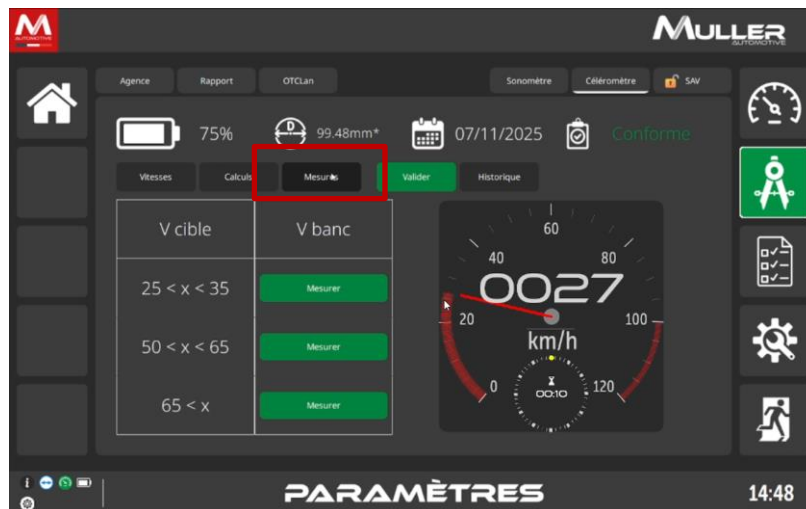 MULLER
AUTOMOTIVE
Agence Rapport OTCLan Sonomètre Célèromètre SAV
75% D 99.48mm* 07/11/2025 Conforme
Vitesses Calculs Mesures Valider Historique
V cible V banc
25 < x < 35 Mesurer
50 < x < 65 Mesurer
65 < x Mesurer
0 20 40 60 80 100 120
0027
km/h
00:10
PARAMÈTRES
14:48